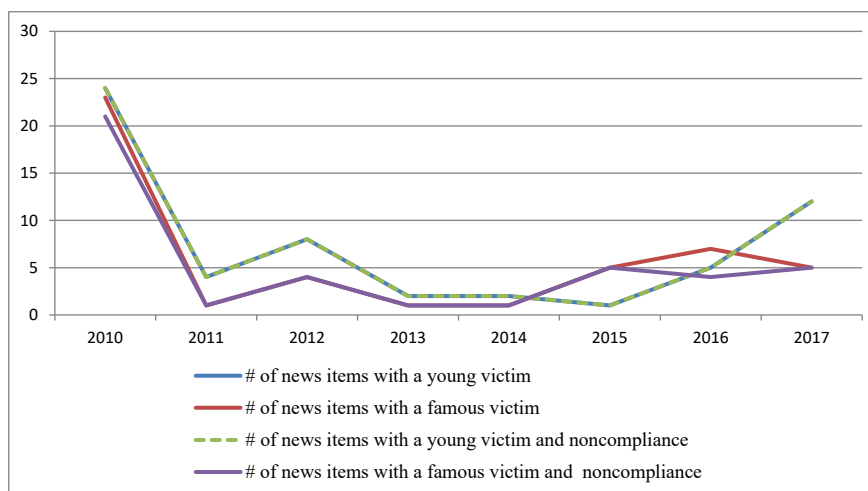 30
25
20
15
10
5
0
2010 2011 2012 2013 2014 2015 2016 2017
# of news items with a young victim
# of news items with a famous victim
# of news items with a young victim and noncompliance
# of news items with a famous victim and noncompliance